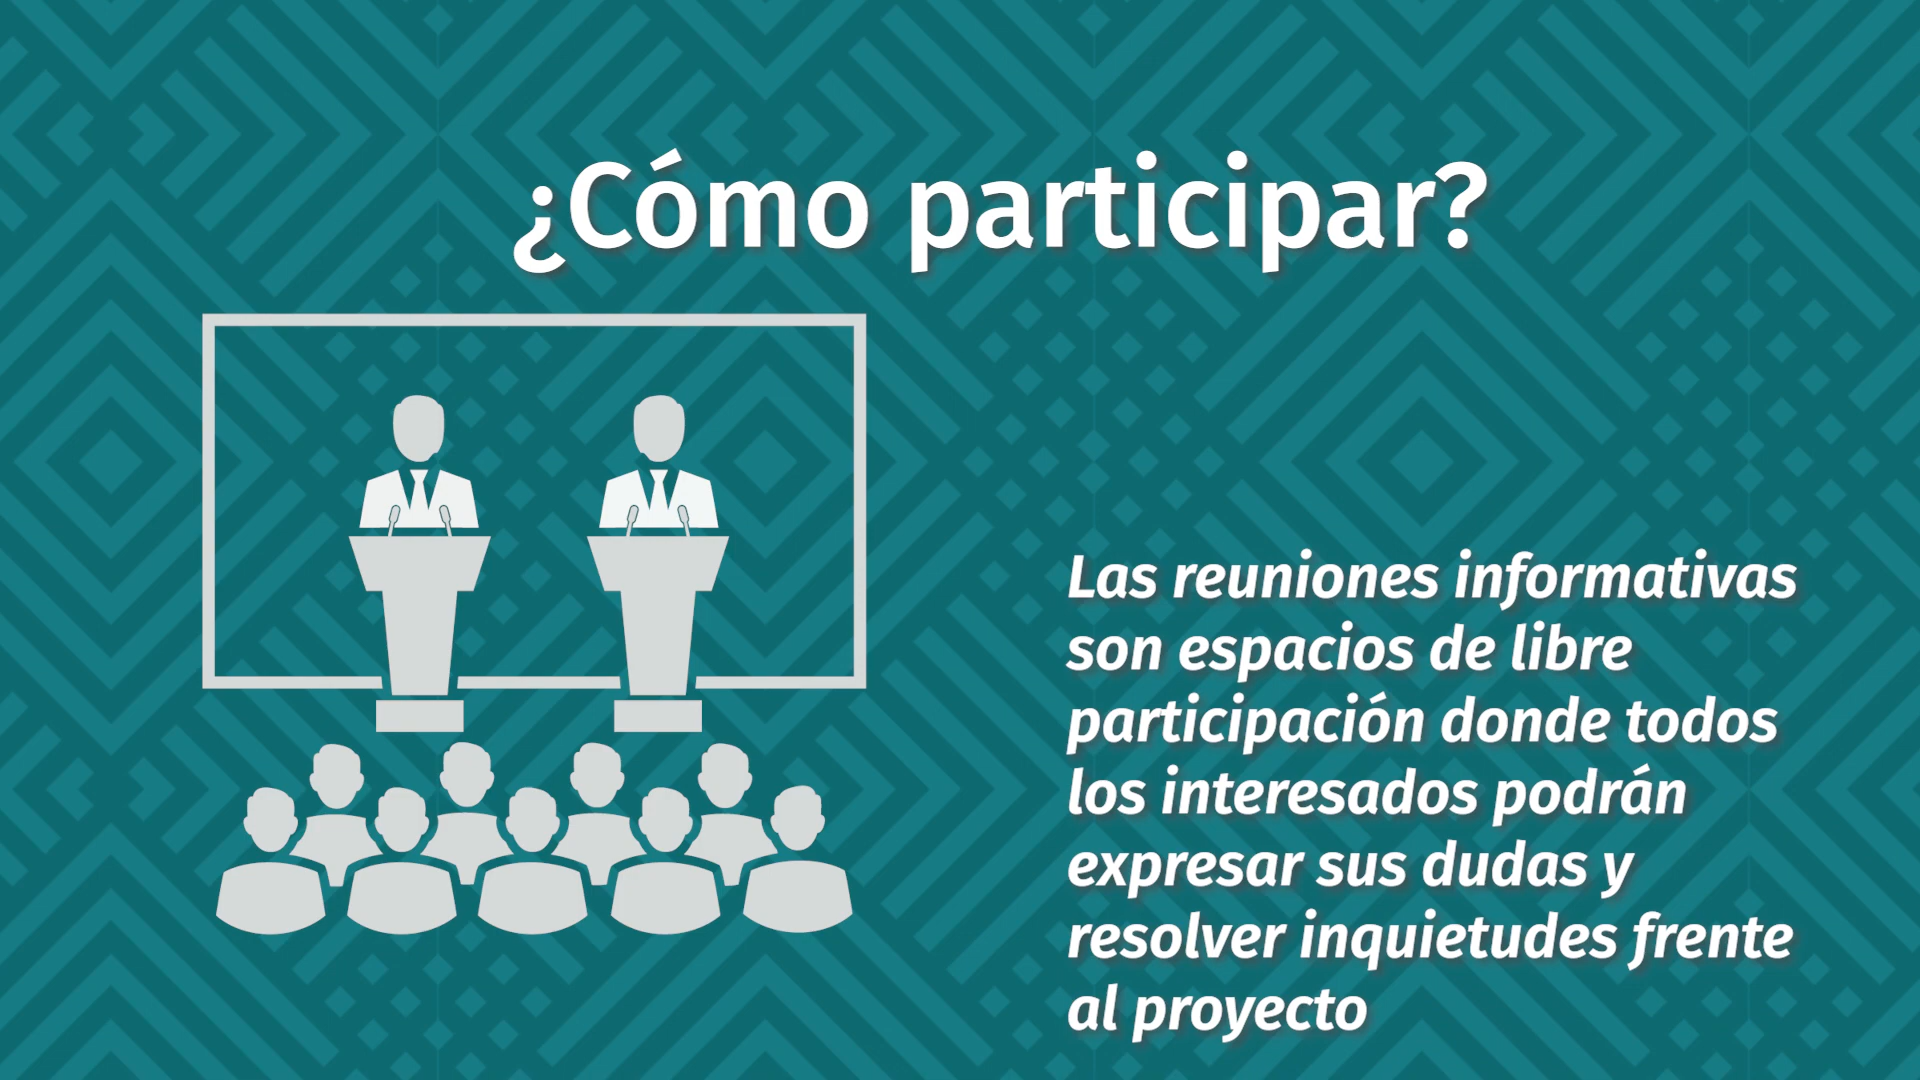 ¿Cómo participar?
Las reuniones informativas
son espacios de libre
participación donde todos
los interesados podrán
expresar sus dudas y
resolver inquietudes frente
al proyecto